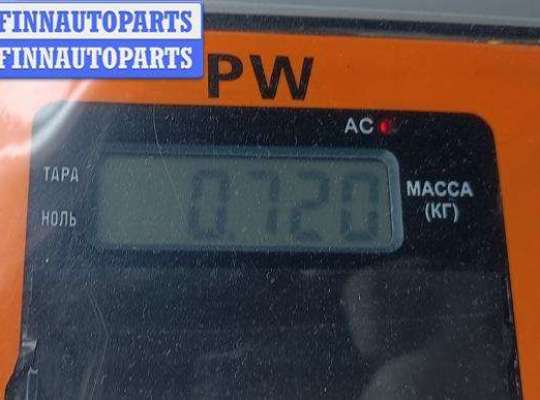 FINNAUTOPARTS
FINNAUTOPARTS
PW
AC
ТАРА
0.720
МАССА
НОЛЬ
(КГ)